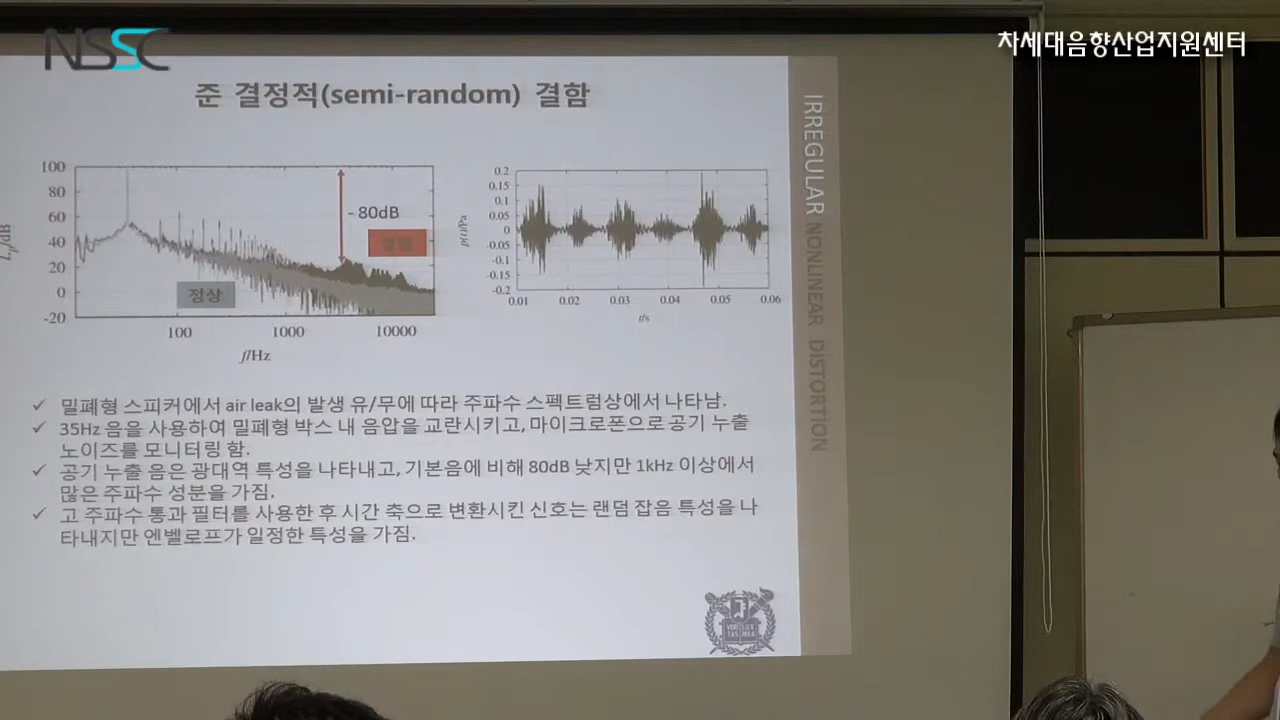 NSSC
차세대음향산업지원센터
준 결정적(semi-random) 결함
IRREGULAR NONLINEAR DISTORTION
100
80
60
40
20
0
-20
- 80dB
정상
100 1000 10000
f/Hz
0.2
0.15
0.1
0.05
0
-0.05
-0.1
-0.15
-0.2
0.01 0.02 0.03 0.04 0.05 0.06
p(t)/Pa
t/s
✓ 밀폐형 스피커에서 air leak의 발생 유/무에 따라 주파수 스펙트럼상에서 나타남.
✓ 35Hz 음을 사용하여 밀폐형 박스 내 음압을 교란시키고, 마이크로폰으로 공기 누출
노이즈를 모니터링 함.
✓ 공기 누출 음은 광대역 특성을 나타내고, 기본음에 비해 80dB 낮지만 1kHz 이상에서
많은 주파수 성분을 가짐.
✓ 고 주파수 통과 필터를 사용한 후 시간 축으로 변환시킨 신호는 랜덤 잡음 특성을 나
타내지만 엔벨로프가 일정한 특성을 가짐.